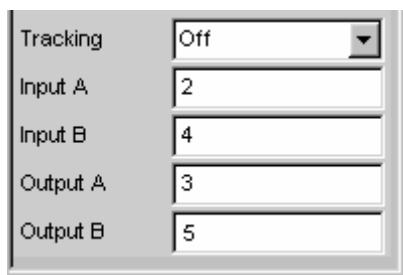 Tracking Off
Input A 2
Input B 4
Output A 3
Output B 5